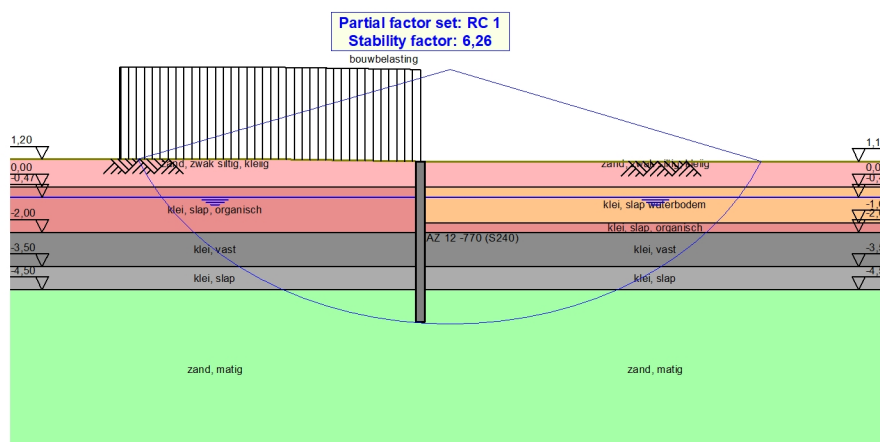 Partial factor set: RC 1
Stability factor: 6,26
bouwbelasting
1,20
zand, zwak siltig, kleiig
zand, zwak siltig, kleiig
0,00
-0,47
klei, slap, organisch
klei, slap waterbodem
-2,00
klei, slap, organisch
AZ 12 -770 (S240)
klei, vast
klei, vast
-3,50
klei, slap
klei, slap
-4,50
zand, matig
zand, matig